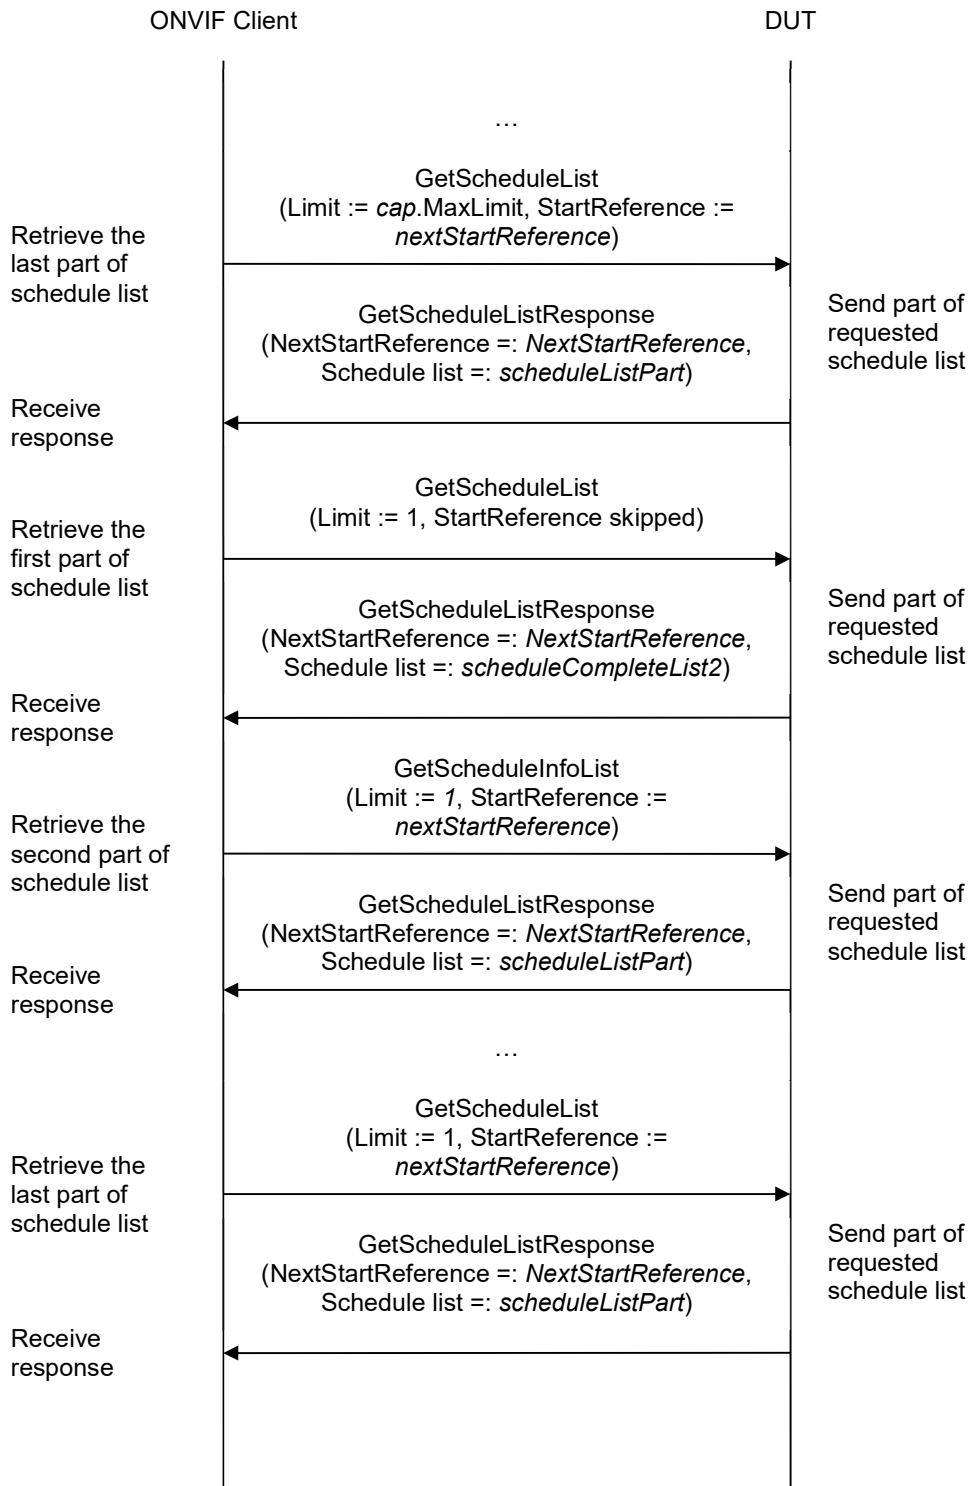 ONVIF Client
DUT
…
GetScheduleList
(Limit := cap.MaxLimit, StartReference :=
nextStartReference)
Retrieve the
last part of
schedule list
GetScheduleListResponse
(NextStartReference =: NextStartReference,
Schedule list =: scheduleListPart)
Send part of
requested
schedule list
Receive
response
GetScheduleList
(Limit := 1, StartReference skipped)
Retrieve the
first part of
schedule list
GetScheduleListResponse
(NextStartReference =: NextStartReference,
Schedule list =: scheduleCompleteList2)
Send part of
requested
schedule list
Receive
response
GetScheduleInfoList
(Limit := 1, StartReference :=
nextStartReference)
Retrieve the
second part of
schedule list
GetScheduleListResponse
(NextStartReference =: NextStartReference,
Schedule list =: scheduleListPart)
Send part of
requested
schedule list
Receive
response
…
GetScheduleList
(Limit := 1, StartReference :=
nextStartReference)
Retrieve the
last part of
schedule list
GetScheduleListResponse
(NextStartReference =: NextStartReference,
Schedule list =: scheduleListPart)
Send part of
requested
schedule list
Receive
response